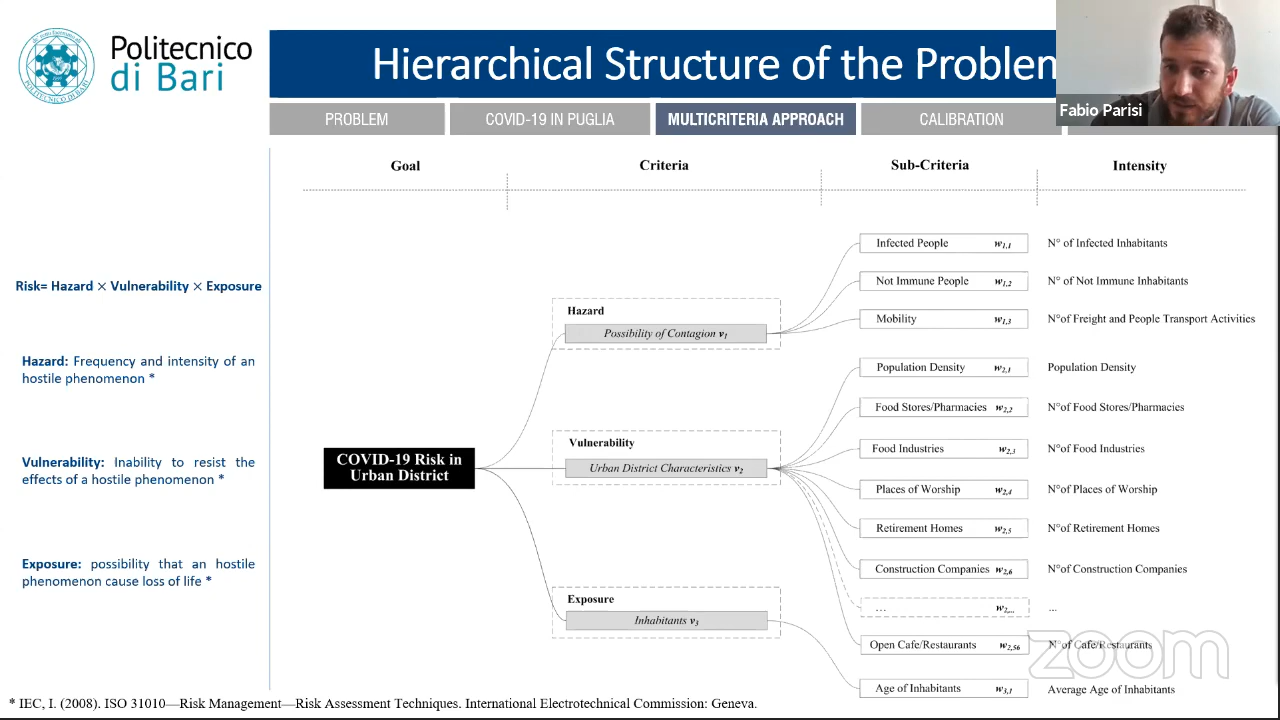 Politecnico
di Bari
Hierarchical Structure of the Problem
Fabio Parisi
PROBLEM
COVID-19 IN PUGLIA
MULTICRITERIA APPROACH
CALIBRATION
Goal
Criteria
Sub-Criteria
Intensity
Risk= Hazard × Vulnerability × Exposure
Hazard: Frequency and intensity of an
hostile phenomenon *
Vulnerability: Inability to resist the
effects of a hostile phenomenon *
Exposure: possibility that an hostile
phenomenon cause loss of life *
COVID-19 Risk in
Urban District
Hazard
Possibility of Contagion v1
Vulnerability
Urban District Characteristics v2
Exposure
Inhabitants v3
Infected People w1,1 N° of Infected Inhabitants
Not Immune People w1,2 N° of Not Immune Inhabitants
Mobility w1,3 N°of Freight and People Transport Activities
Population Density w2,1 Population Density
Food Stores/Pharmacies w2,2 N°of Food Stores/Pharmacies
Food Industries w2,3 N°of Food Industries
Places of Worship w2,4 N°of Places of Worship
Retirement Homes w2,5 N°of Retirement Homes
Construction Companies w2,6 N°of Construction Companies
… w2,... ...
Open Cafe/Restaurants w2,56 N°of Cafe/Restaurants
Age of Inhabitants w3,1 Average Age of Inhabitants
zoom
* IEC, I. (2008). ISO 31010—Risk Management—Risk Assessment Techniques. International Electrotechnical Commission: Geneva.